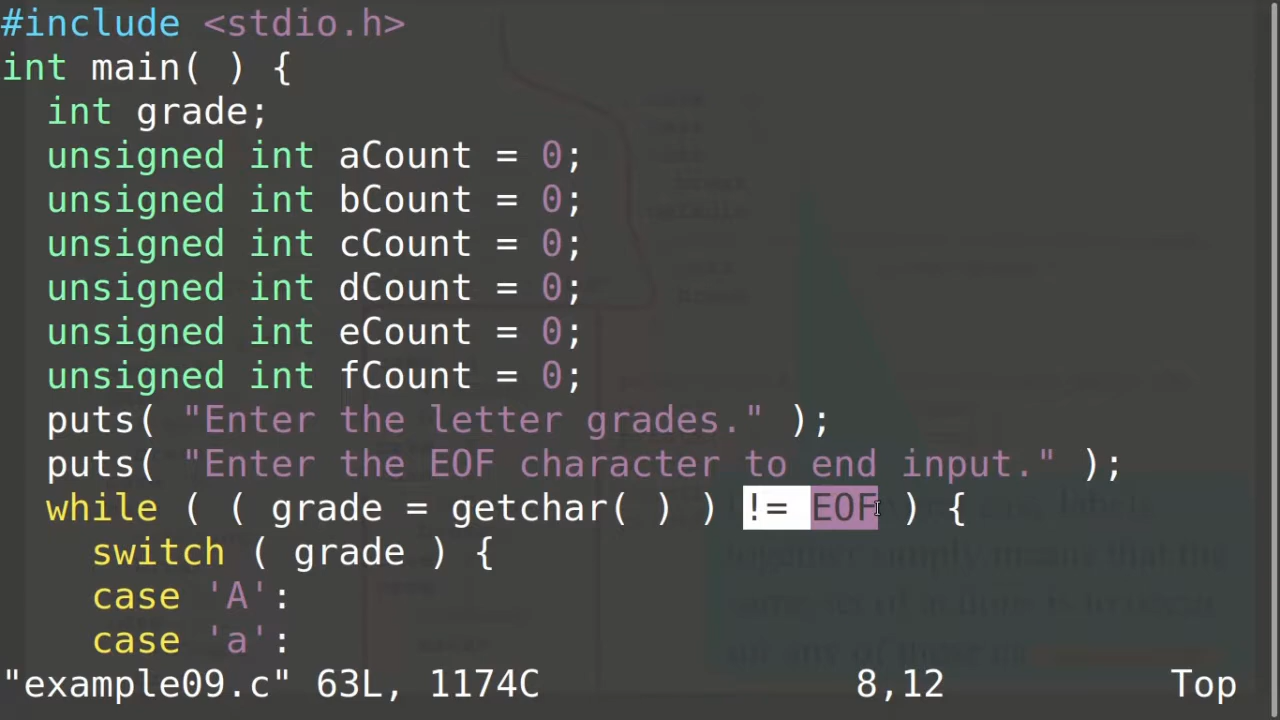 #include <stdio.h>
int main( ) {
  int grade;
  unsigned int aCount = 0;
  unsigned int bCount = 0;
  unsigned int cCount = 0;
  unsigned int dCount = 0;
  unsigned int eCount = 0;
  unsigned int fCount = 0;
  puts( "Enter the letter grades." );
  puts( "Enter the EOF character to end input." );
  while ( ( grade = getchar( ) ) != EOF ) {
    switch ( grade ) {
    case 'A':
    case 'a':
"example09.c" 63L, 1174C 8,12 Top